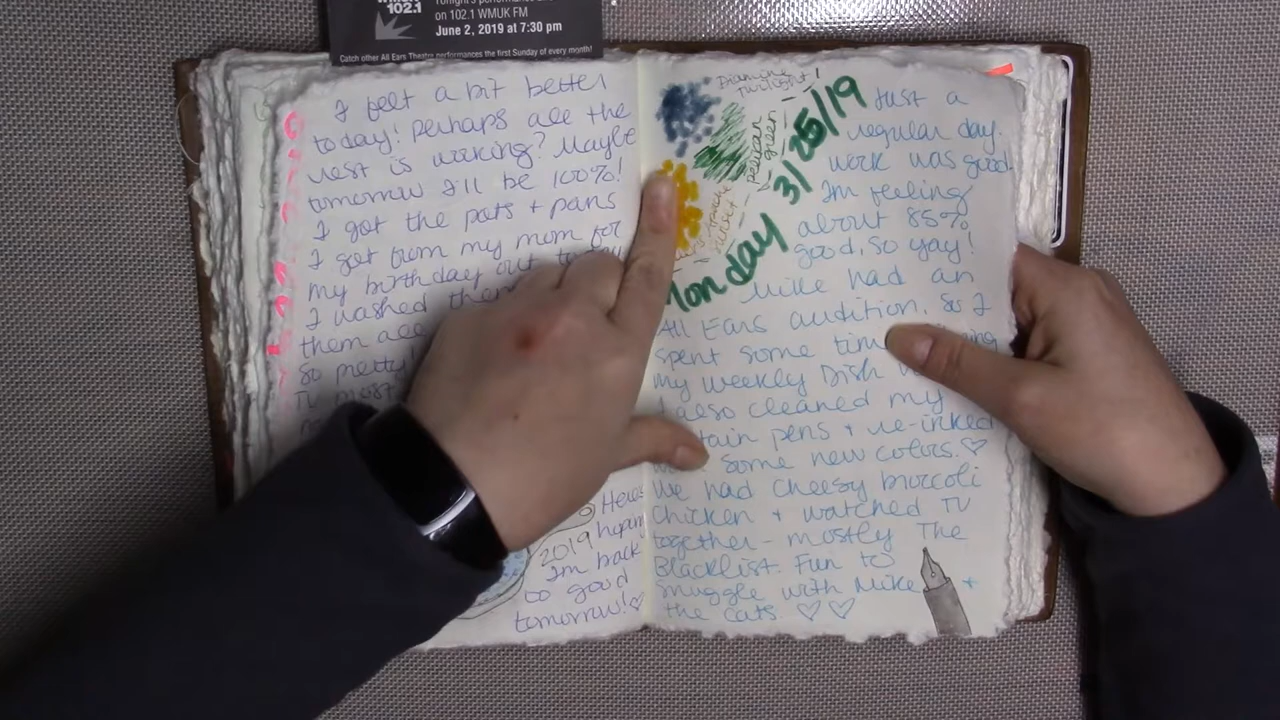 102.1
on 102.1 WMUK FM
June 2, 2019 at 7:30 pm
Catch other All Ears Theatre performances the first Sunday of every month!
I felt a bit better
today! Perhaps all the
rest is working? Maybe
tomorrow I'll be 100%!
I got the pots + pans
I got from my mom for
my birthday out
I washed them
them all
so pretty!
TV
Here's
2019 hoping
I'm back
to good
tomorrow! ♡
Diamine
Twilight!
pelican
green
sunset
Monday 3/25/19
Just a
regular day.
Work was good.
I'm feeling
about 85%
good, so yay!
Mike had an
All Ears audition, so I
spent some
my weekly Dish
I also cleaned my
pens + re-inked
some new colors. ♡
We had cheesy broccoli
chicken + watched TV
together - mostly The
Blacklist. Fun to
snuggle with Mike +
the cats. ♡♡